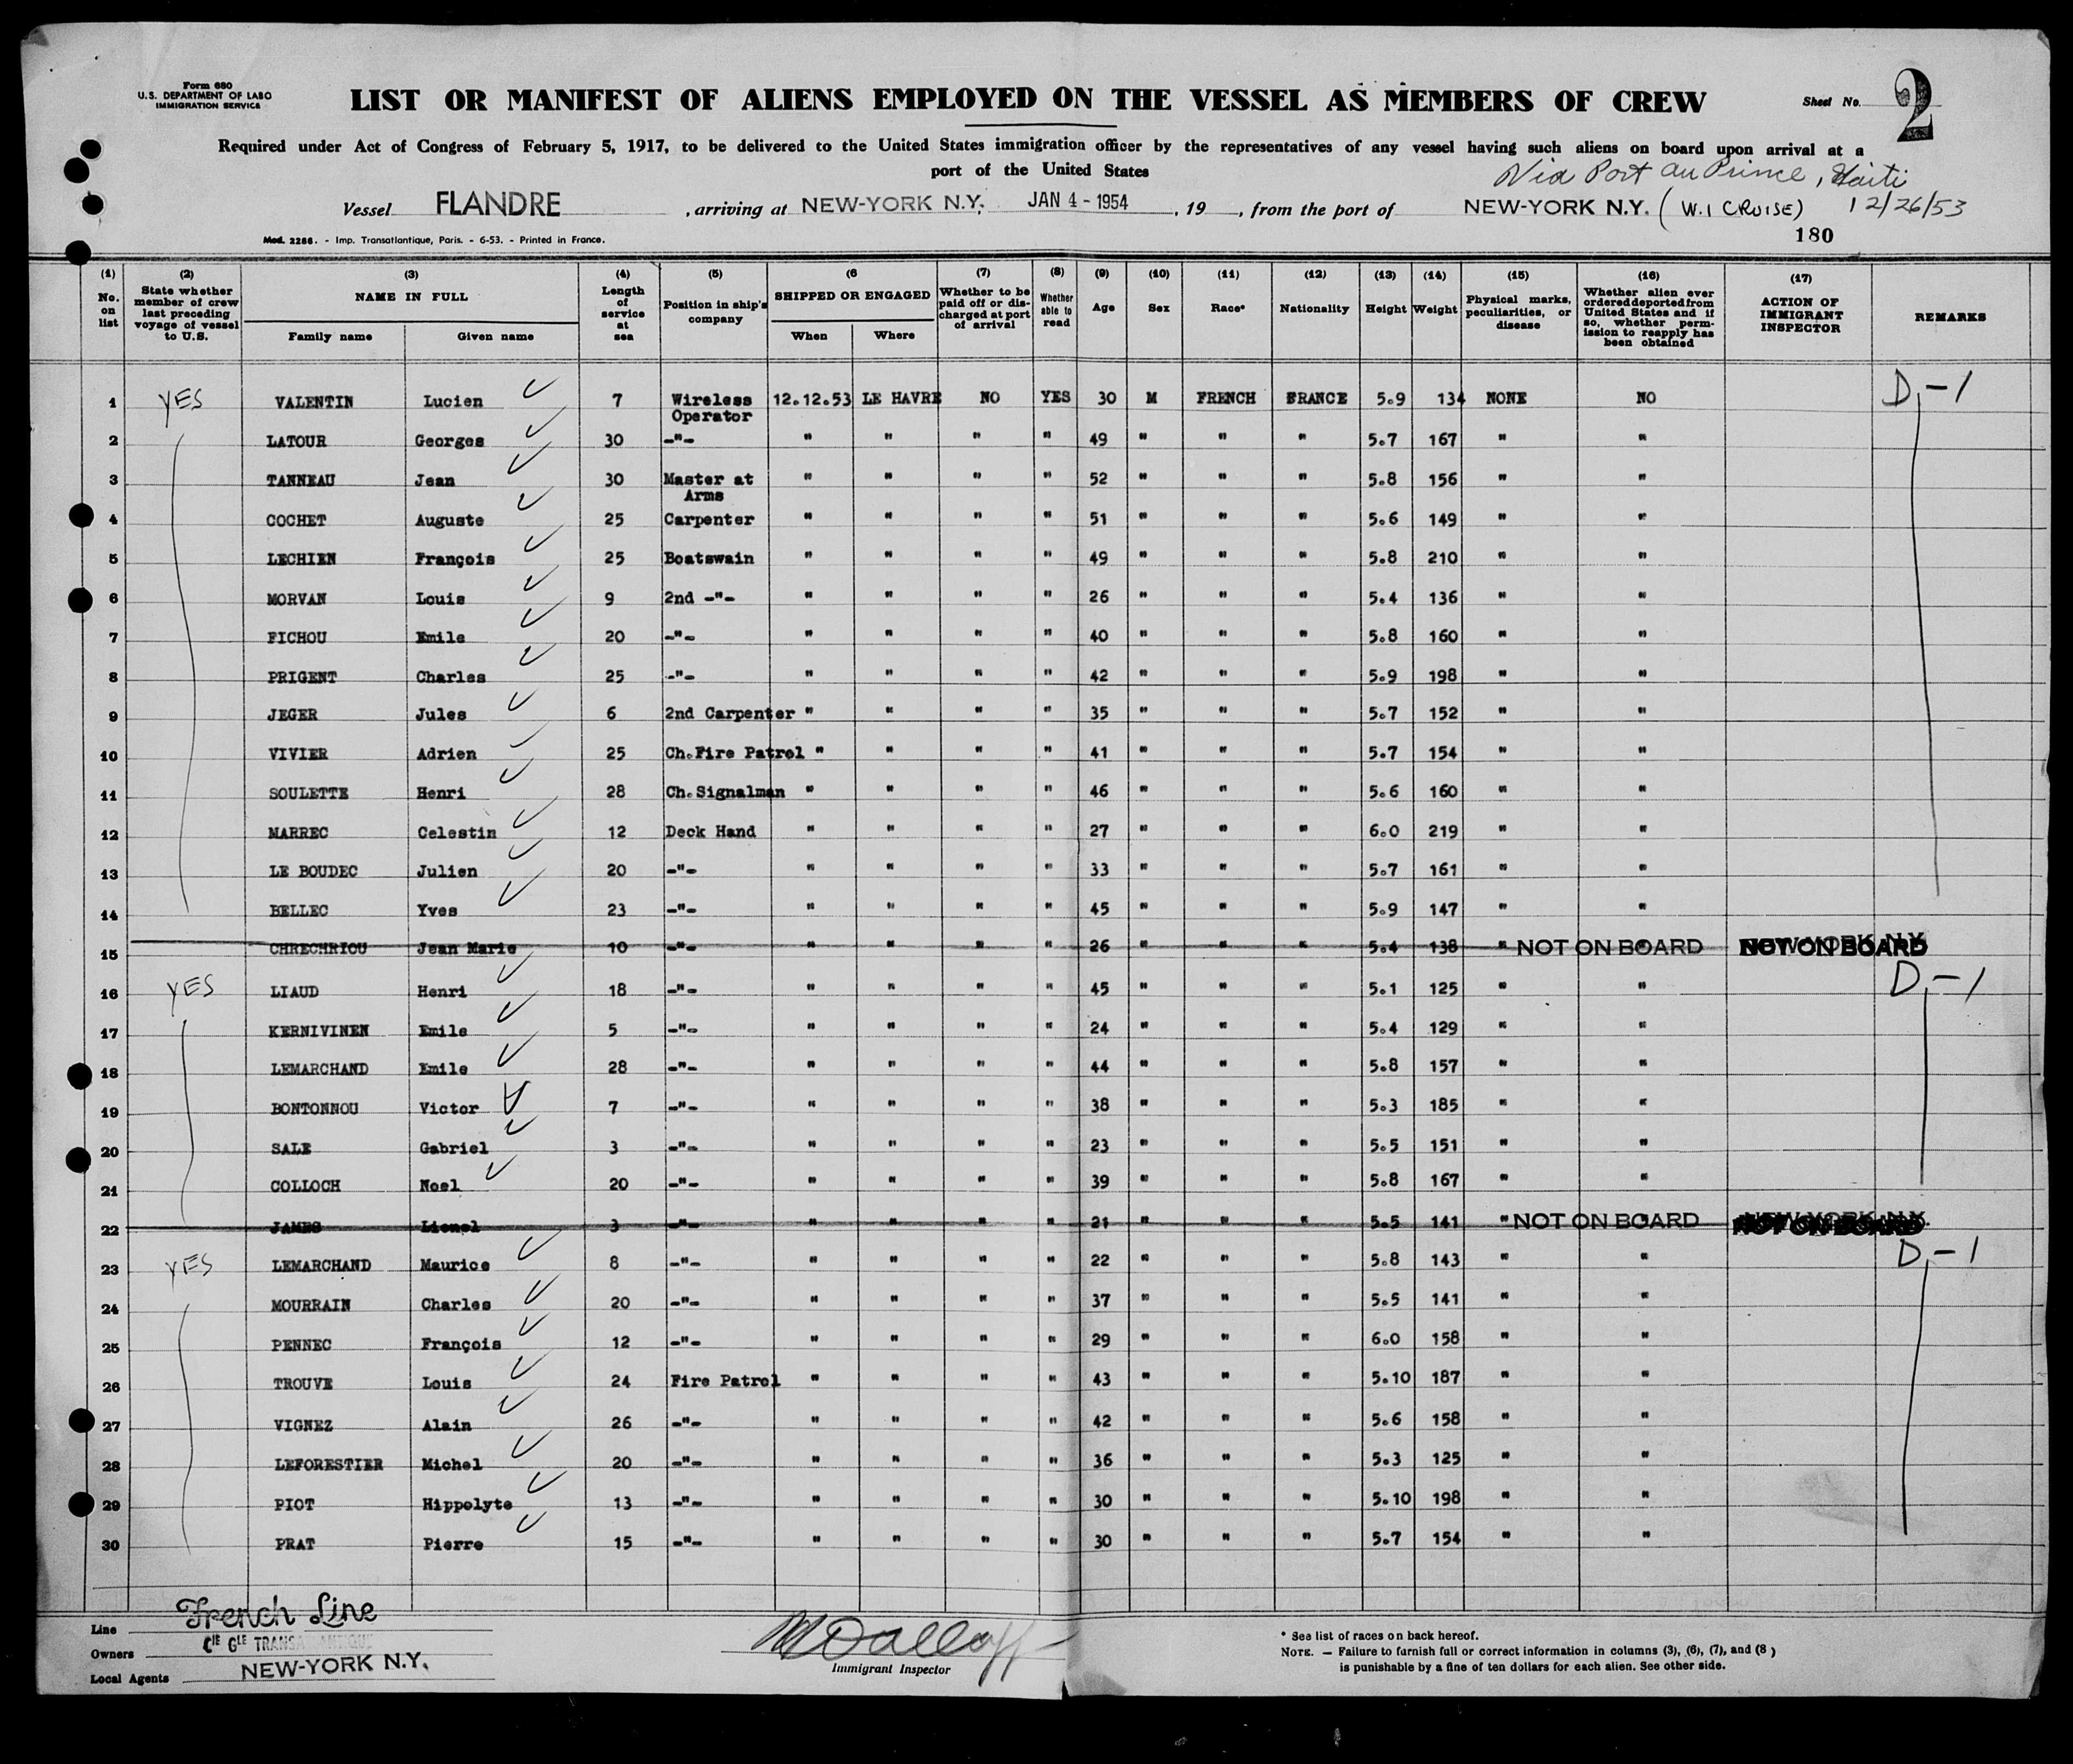 Form 680
U.S. DEPARTMENT OF LABO
IMMIGRATION SERVICE
LIST OR MANIFEST OF ALIENS EMPLOYED ON THE VESSEL AS MEMBERS OF CREW
Sheet No. 2
Required under Act of Congress of February 5, 1917, to be delivered to the United States immigration officer by the representatives of any vessel having such aliens on board upon arrival at a
port of the United States
Via Port au Prince, Haiti
Vessel FLANDRE , arriving at NEW-YORK N.Y. JAN 4 - 1954 , 19 , from the port of NEW-YORK N.Y. (W.I CRUISE) 12/26/53
Mod. 2286. - Imp. Transatlantique, Paris. - 6-53. - Printed in France.
180
(1) (2) (3) (4) (5) (6 (7) (8) (9) (10) (11) (12) (13) (14) (15) (16) (17)
No. on list
State whether member of crew last preceding voyage of vessel to U.S.
NAME IN FULL
Family name Given name
Length of service at sea
Position in ship's company
SHIPPED OR ENGAGED
When Where
Whether to be paid off or discharged at port of arrival
Whether able to read
Age Sex Race* Nationality Height Weight
Physical marks, peculiarities, or disease
Whether alien ever ordered deported from United States and if so, whether permission to reapply has been obtained
ACTION OF IMMIGRANT INSPECTOR
REMARKS
1 YES VALENTIN Lucien ✓ 7 Wireless Operator 12.12.53 LE HAVRE NO YES 30 M FRENCH FRANCE 5.9 134 NONE NO D-1
2 LATOUR Georges ✓ 30 -"- " " " " 49 " " " 5.7 167 " "
3 TANNEAU Jean ✓ 30 Master at Arms " " " " 52 " " " 5.8 156 " "
4 COCHET Auguste ✓ 25 Carpenter " " " " 51 " " " 5.6 149 " "
5 LECHIEN François ✓ 25 Boatswain " " " " 49 " " " 5.8 210 " "
6 MORVAN Louis ✓ 9 2nd -"- " " " " 26 " " " 5.4 136 " "
7 FICHOU Emile ✓ 20 -"- " " " " 40 " " " 5.8 160 " "
8 PRIGENT Charles ✓ 25 -"- " " " " 42 " " " 5.9 198 " "
9 JEGER Jules ✓ 6 2nd Carpenter " " " " 35 " " " 5.7 152 " "
10 VIVIER Adrien ✓ 25 Ch.Fire Patrol " " " " 41 " " " 5.7 154 " "
11 SOULETTE Henri ✓ 28 Ch.Signalman " " " " 46 " " " 5.6 160 " "
12 MARREC Celestin ✓ 12 Deck Hand " " " " 27 " " " 6.0 219 " "
13 LE BOUDEC Julien ✓ 20 -"- " " " " 33 " " " 5.7 161 " "
14 BELLEC Yves ✓ 23 -"- " " " " 45 " " " 5.9 147 " "
15 CHRECHRIOU Jean Marie 10 -"- " " " " 26 " " " 5.4 138 " NOT ON BOARD NOT ON BOARD NEW-YORK N.Y.
16 YES LIAUD Henri ✓ 18 -"- " " " " 45 " " " 5.1 125 " " D-1
17 KERNIVINEN Emile ✓ 5 -"- " " " " 24 " " " 5.4 129 " "
18 LEMARCHAND Emile ✓ 28 -"- " " " " 44 " " " 5.8 157 " "
19 BONTONNOU Victor ✓ 7 -"- " " " " 38 " " " 5.3 185 " "
20 SALE Gabriel ✓ 3 -"- " " " " 23 " " " 5.5 151 " "
21 COLLOCH Noel ✓ 20 -"- " " " " 39 " " " 5.8 167 " "
22 JAMES Lionel 3 -"- " " " " 21 " " " 5.5 141 " NOT ON BOARD NOT ON BOARD NEW-YORK N.Y.
23 YES LEMARCHAND Maurice ✓ 8 -"- " " " " 22 " " " 5.8 143 " " D-1
24 MOURRAIN Charles ✓ 20 -"- " " " " 37 " " " 5.5 141 " "
25 PENNEC François ✓ 12 -"- " " " " 29 " " " 6.0 158 " "
26 TROUVE Louis ✓ 24 Fire Patrol " " " " 43 " " " 5.10 187 " "
27 VIGNEZ Alain ✓ 26 -"- " " " " 42 " " " 5.6 158 " "
28 LEFORESTIER Michel ✓ 20 -"- " " " " 36 " " " 5.3 125 " "
29 PIOT Hippolyte ✓ 13 -"- " " " " 30 " " " 5.10 198 " "
30 PRAT Pierre ✓ 15 -"- " " " " 30 " " " 5.7 154 " "
Line French Line
Owners CIE GLE
Local Agents NEW-YORK N.Y.
Immigrant Inspector
* See list of races on back hereof.
NOTE. — Failure to furnish full or correct information in columns (3), (6), (7), and (8 )
is punishable by a fine of ten dollars for each alien. See other side.